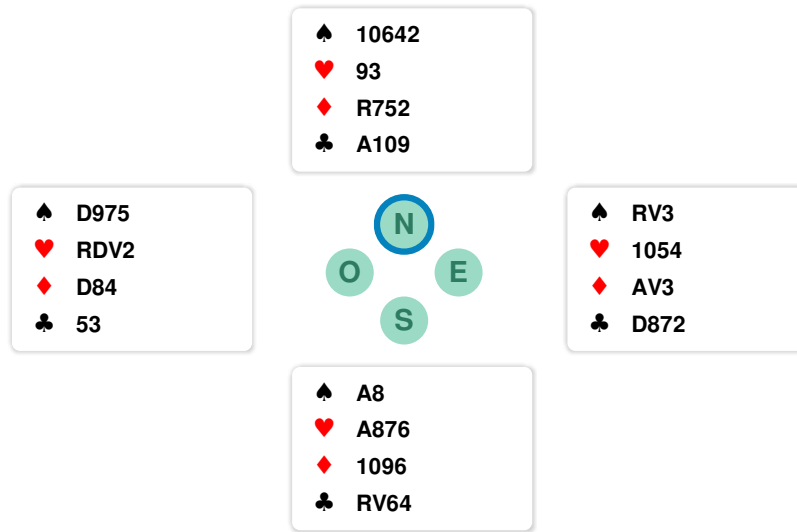 ♠ 10642
♥ 93
♦ R752
♣ A109
♠ D975
♥ RDV2
♦ D84
♣ 53
N
O E
S
♠ RV3
♥ 1054
♦ AV3
♣ D872
♠ A8
♥ A876
♦ 1096
♣ RV64